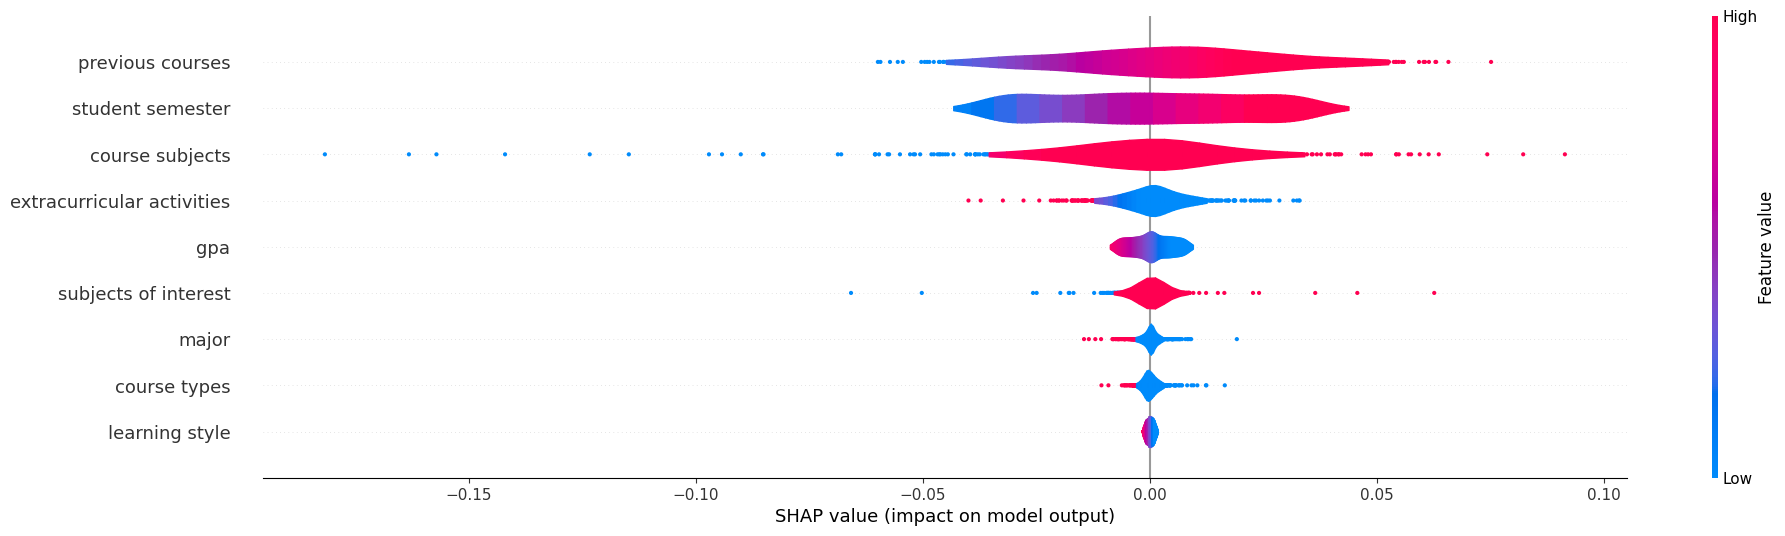 High
previous courses
student semester
course subjects
extracurricular activities
gpa
subjects of interest
major
course types
learning style
Feature value
Low
−0.15 −0.10 −0.05 0.00 0.05 0.10
SHAP value (impact on model output)